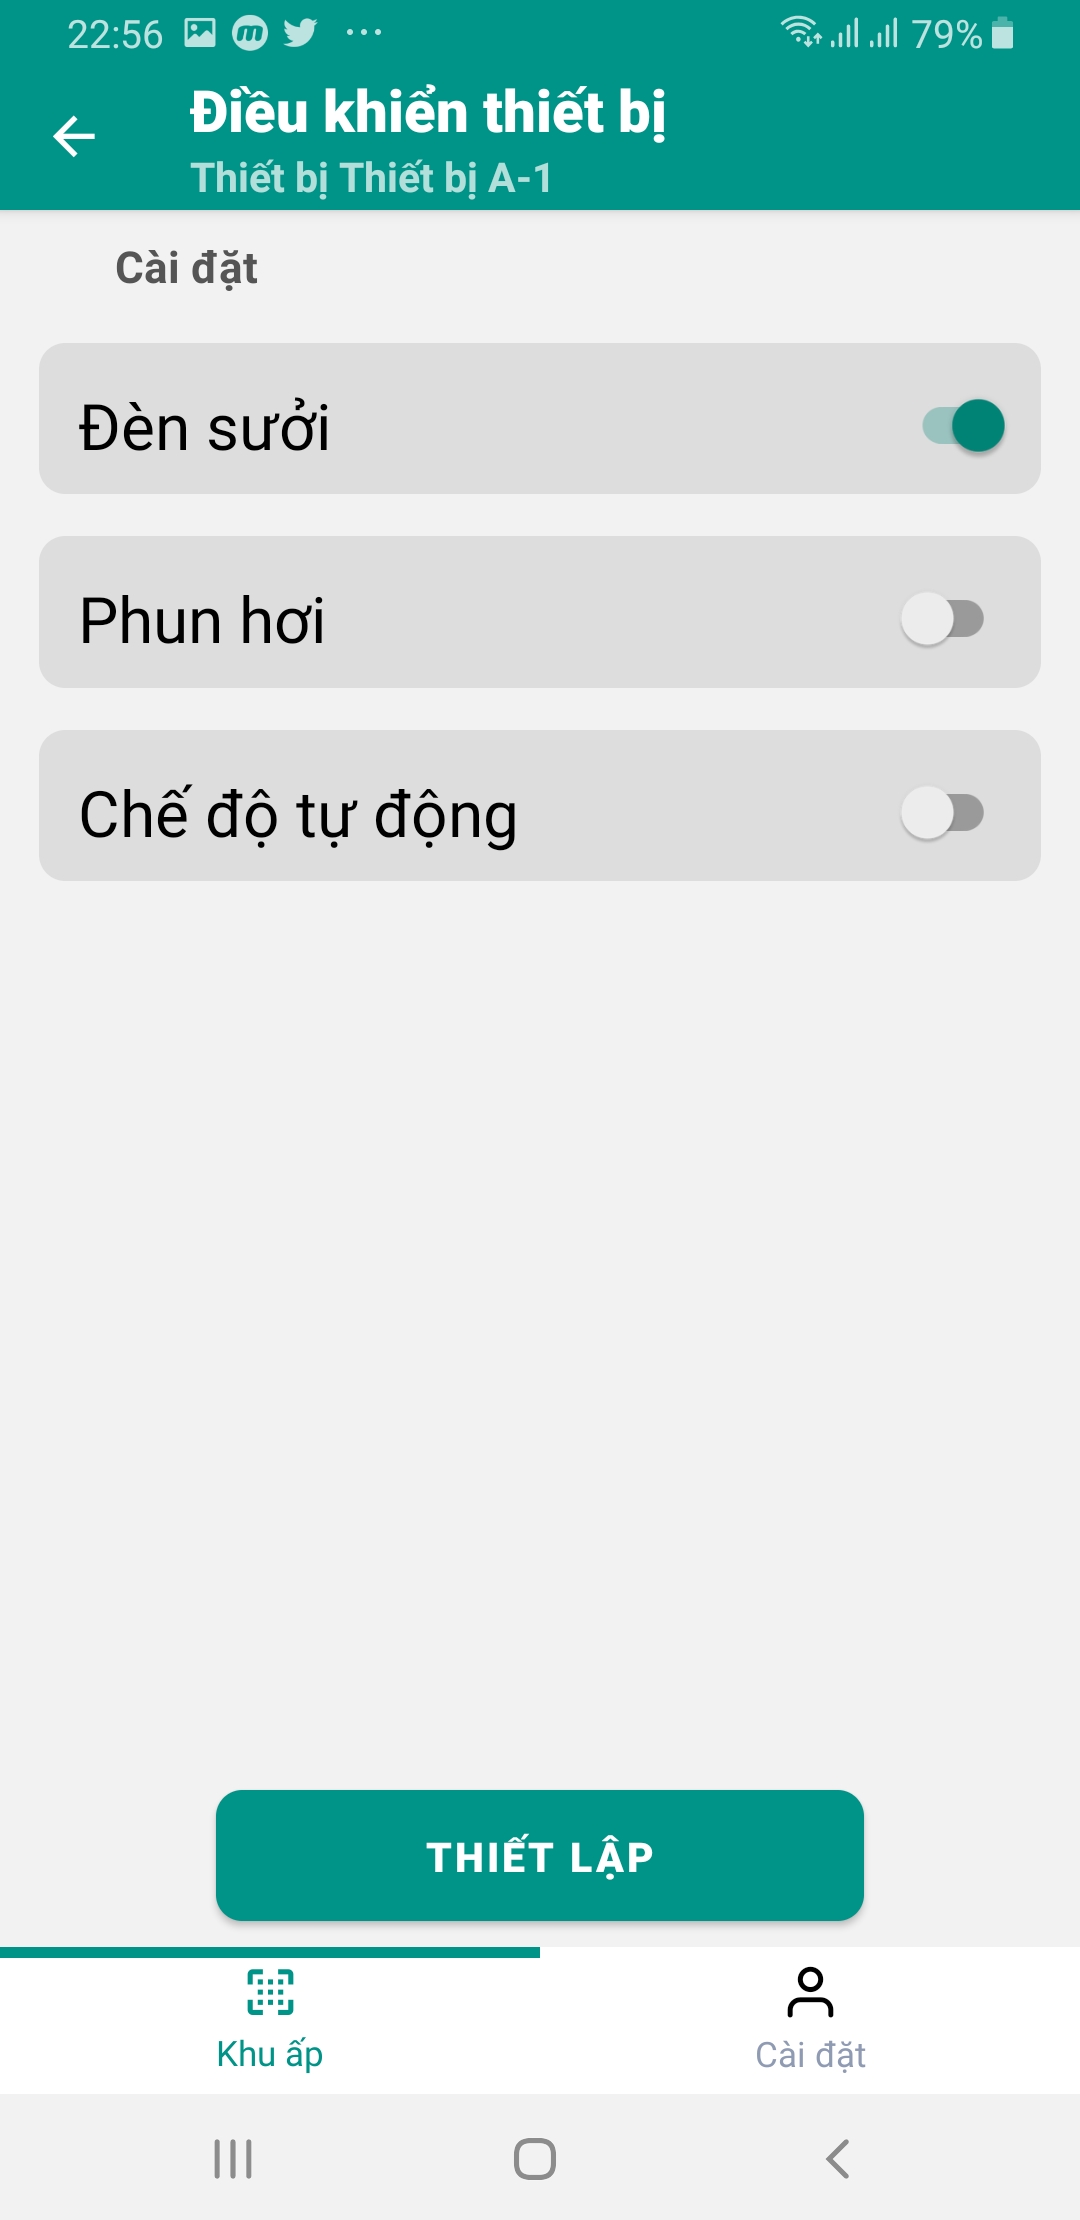 22:56
79%
Điều khiển thiết bị
Thiết bị Thiết bị A-1
Cài đặt
Đèn sưởi
Phun hơi
Chế độ tự động
THIẾT LẬP
Khu ấp
Cài đặt